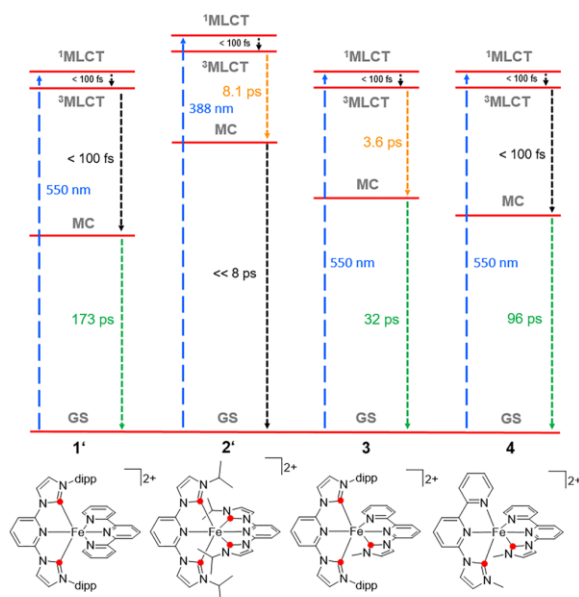 ¹MLCT
< 100 fs
³MLCT
< 100 fs
550 nm
MC
173 ps
GS
1‘
¹MLCT
< 100 fs
³MLCT
8.1 ps
388 nm
MC
<< 8 ps
GS
2‘
¹MLCT
< 100 fs
³MLCT
3.6 ps
MC
550 nm
32 ps
GS
3
¹MLCT
< 100 fs
³MLCT
< 100 fs
MC
550 nm
96 ps
GS
4
N
N
dipp
2+
N
Fe
N
N
N
N
N
dipp
N
N
2+
N
N
N
Fe
N
N
N
N
N
N
dipp
2+
N
N
Fe
N
N
N
N
N
dipp
N
2+
N
N
Fe
N
N
N
N
N